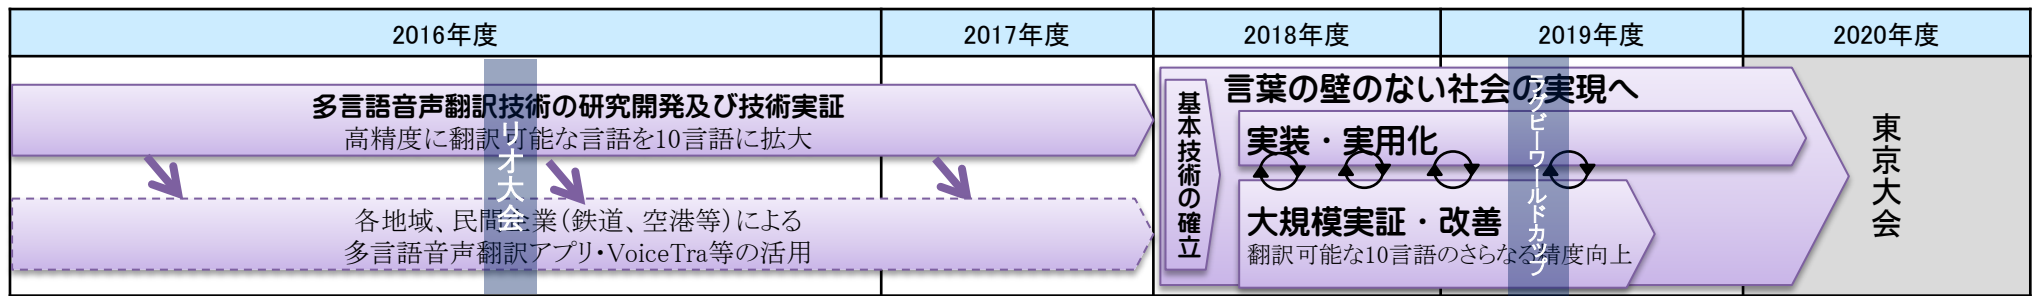 2016年度
2017年度
2018年度
2019年度
2020年度
多言語音声翻訳技術の研究開発及び技術実証
高精度に翻訳可能な言語を10言語に拡大
リオ大会
各地域、民間企業(鉄道、空港等)による
多言語音声翻訳アプリ・VoiceTra等の活用
基本技術の確立
言葉の壁のない社会の実現へ
実装・実用化
大規模実証・改善
翻訳可能な10言語のさらなる精度向上
ラグビーワールドカップ
東京大会